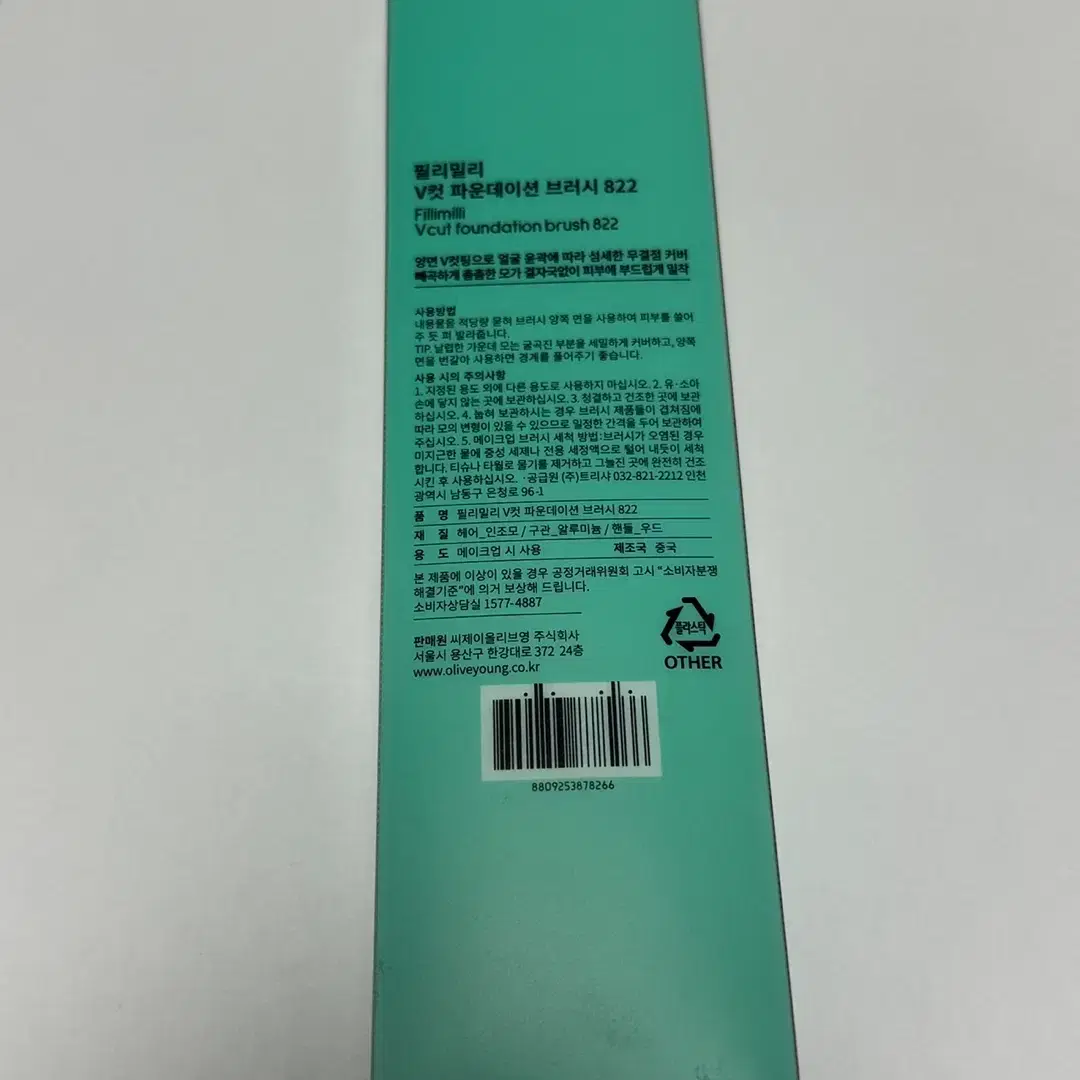 필리밀리
V컷 파운데이션 브러시 822
Fillimilli
V cut foundation brush 822
양면 V컷팅으로 얼굴 윤곽에 따라 섬세한 무결점 커버
빼곡하게 촘촘한 모가 결자국없이 피부에 부드럽게 밀착
사용방법
내용물을 적당량 묻혀 브러시 양쪽 면을 사용하여 피부를 쓸어
주 듯 펴 발라줍니다.
TIP. 날렵한 가운데 모는 굴곡진 부분을 세밀하게 커버하고, 양쪽
면을 번갈아 사용하면 경계를 풀어주기 좋습니다.
사용 시의 주의사항
1. 지정된 용도 외에 다른 용도로 사용하지 마십시오. 2. 유·소아
손에 닿지 않는 곳에 보관하십시오. 3. 청결하고 건조한 곳에 보관
하십시오. 4. 눕혀 보관하시는 경우 브러시 제품들이 겹쳐짐에
따라 모의 변형이 있을 수 있으므로 일정한 간격을 두어 보관하여
주십시오. 5. 메이크업 브러시 세척 방법:브러시가 오염된 경우
미지근한 물에 중성 세제나 전용 세정액으로 털어 내듯이 세척
합니다. 티슈나 타월로 물기를 제거하고 그늘진 곳에 완전히 건조
시킨 후 사용하십시오. ·공급원 (주)트리샤 032-821-2212 인천
광역시 남동구 은청로 96-1
품 명 필리밀리 V컷 파운데이션 브러시 822
재 질 헤어_인조모 / 구관_알루미늄 / 핸들_우드
용 도 메이크업 시 사용 제조국 중국
본 제품에 이상이 있을 경우 공정거래위원회 고시 "소비자분쟁
해결기준"에 의거 보상해 드립니다.
소비자상담실 1577-4887
판매원 씨제이올리브영 주식회사
서울시 용산구 한강대로 372 24층
www.oliveyoung.co.kr
플라스틱
OTHER
8809253878266